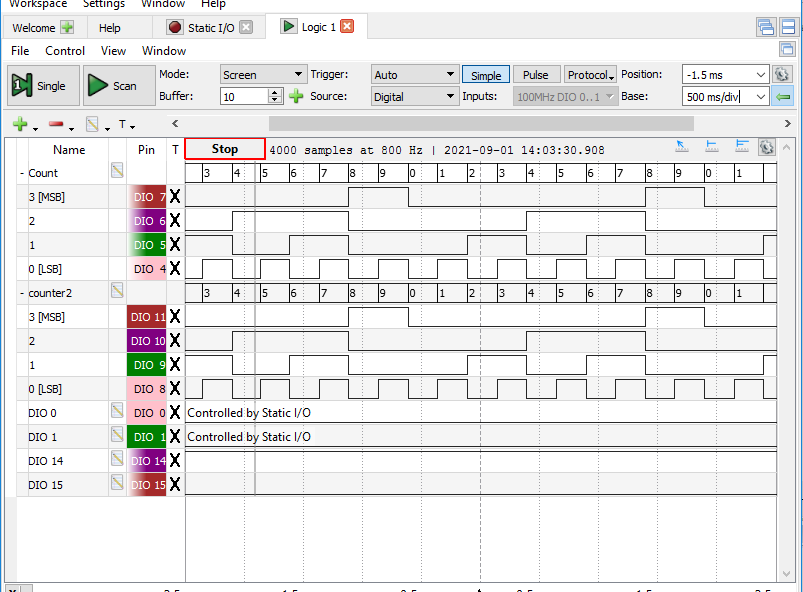 Workspace Settings Window Help
Welcome Help Static I/O Logic 1
File Control View Window
Single Scan Mode: Screen Trigger: Auto Simple Pulse Protocol Position: -1.5 ms
Buffer: 10 Source: Digital Inputs: 100MHz DIO 0..1 Base: 500 ms/div
T
Name Pin T Stop 4000 samples at 800 Hz | 2021-09-01 14:03:30.908
- Count 3 4 5 6 7 8 9 0 1 2 3 4 5 6 7 8 9 0 1
3 [MSB] DIO 7 X
2 DIO 6 X
1 DIO 5 X
0 [LSB] DIO 4 X
- counter2 3 4 5 6 7 8 9 0 1 2 3 4 5 6 7 8 9 0 1
3 [MSB] DIO 11 X
2 DIO 10 X
1 DIO 9 X
0 [LSB] DIO 8 X
DIO 0 DIO 0 X Controlled by Static I/O
DIO 1 DIO 1 X Controlled by Static I/O
DIO 14 DIO 14 X
DIO 15 DIO 15 X